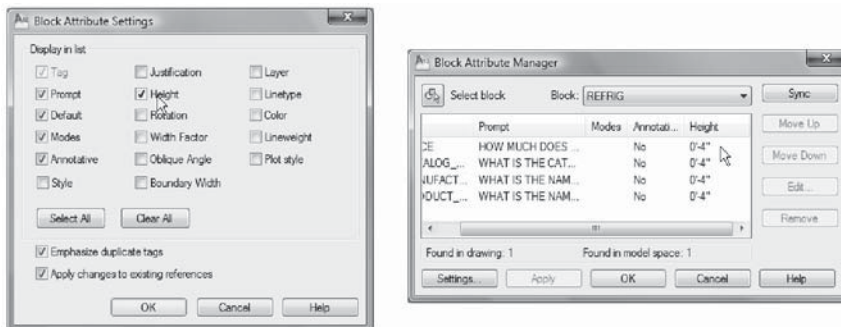 Block Attribute Settings
Display in list
Tag
Justification
Layer
Prompt
Height
Linetype
Default
Rotation
Color
Modes
Width Factor
Lineweight
Annotative
Oblique Angle
Plot style
Style
Boundary Width
Select All
Clear All
Emphasize duplicate tags
Apply changes to existing references
OK
Cancel
Help
Block Attribute Manager
Select block
Block: REFRIG
Sync
Prompt Modes Annotati... Height
CE HOW MUCH DOES ... No 0'-4"
ALOG_... WHAT IS THE CAT... No 0'-4"
NUFACT... WHAT IS THE NAM... No 0'-4"
ODUCT_... WHAT IS THE NAM... No 0'-4"
Move Up
Move Down
Edit...
Remove
Found in drawing: 1
Found in model space: 1
Settings...
Apply
OK
Cancel
Help